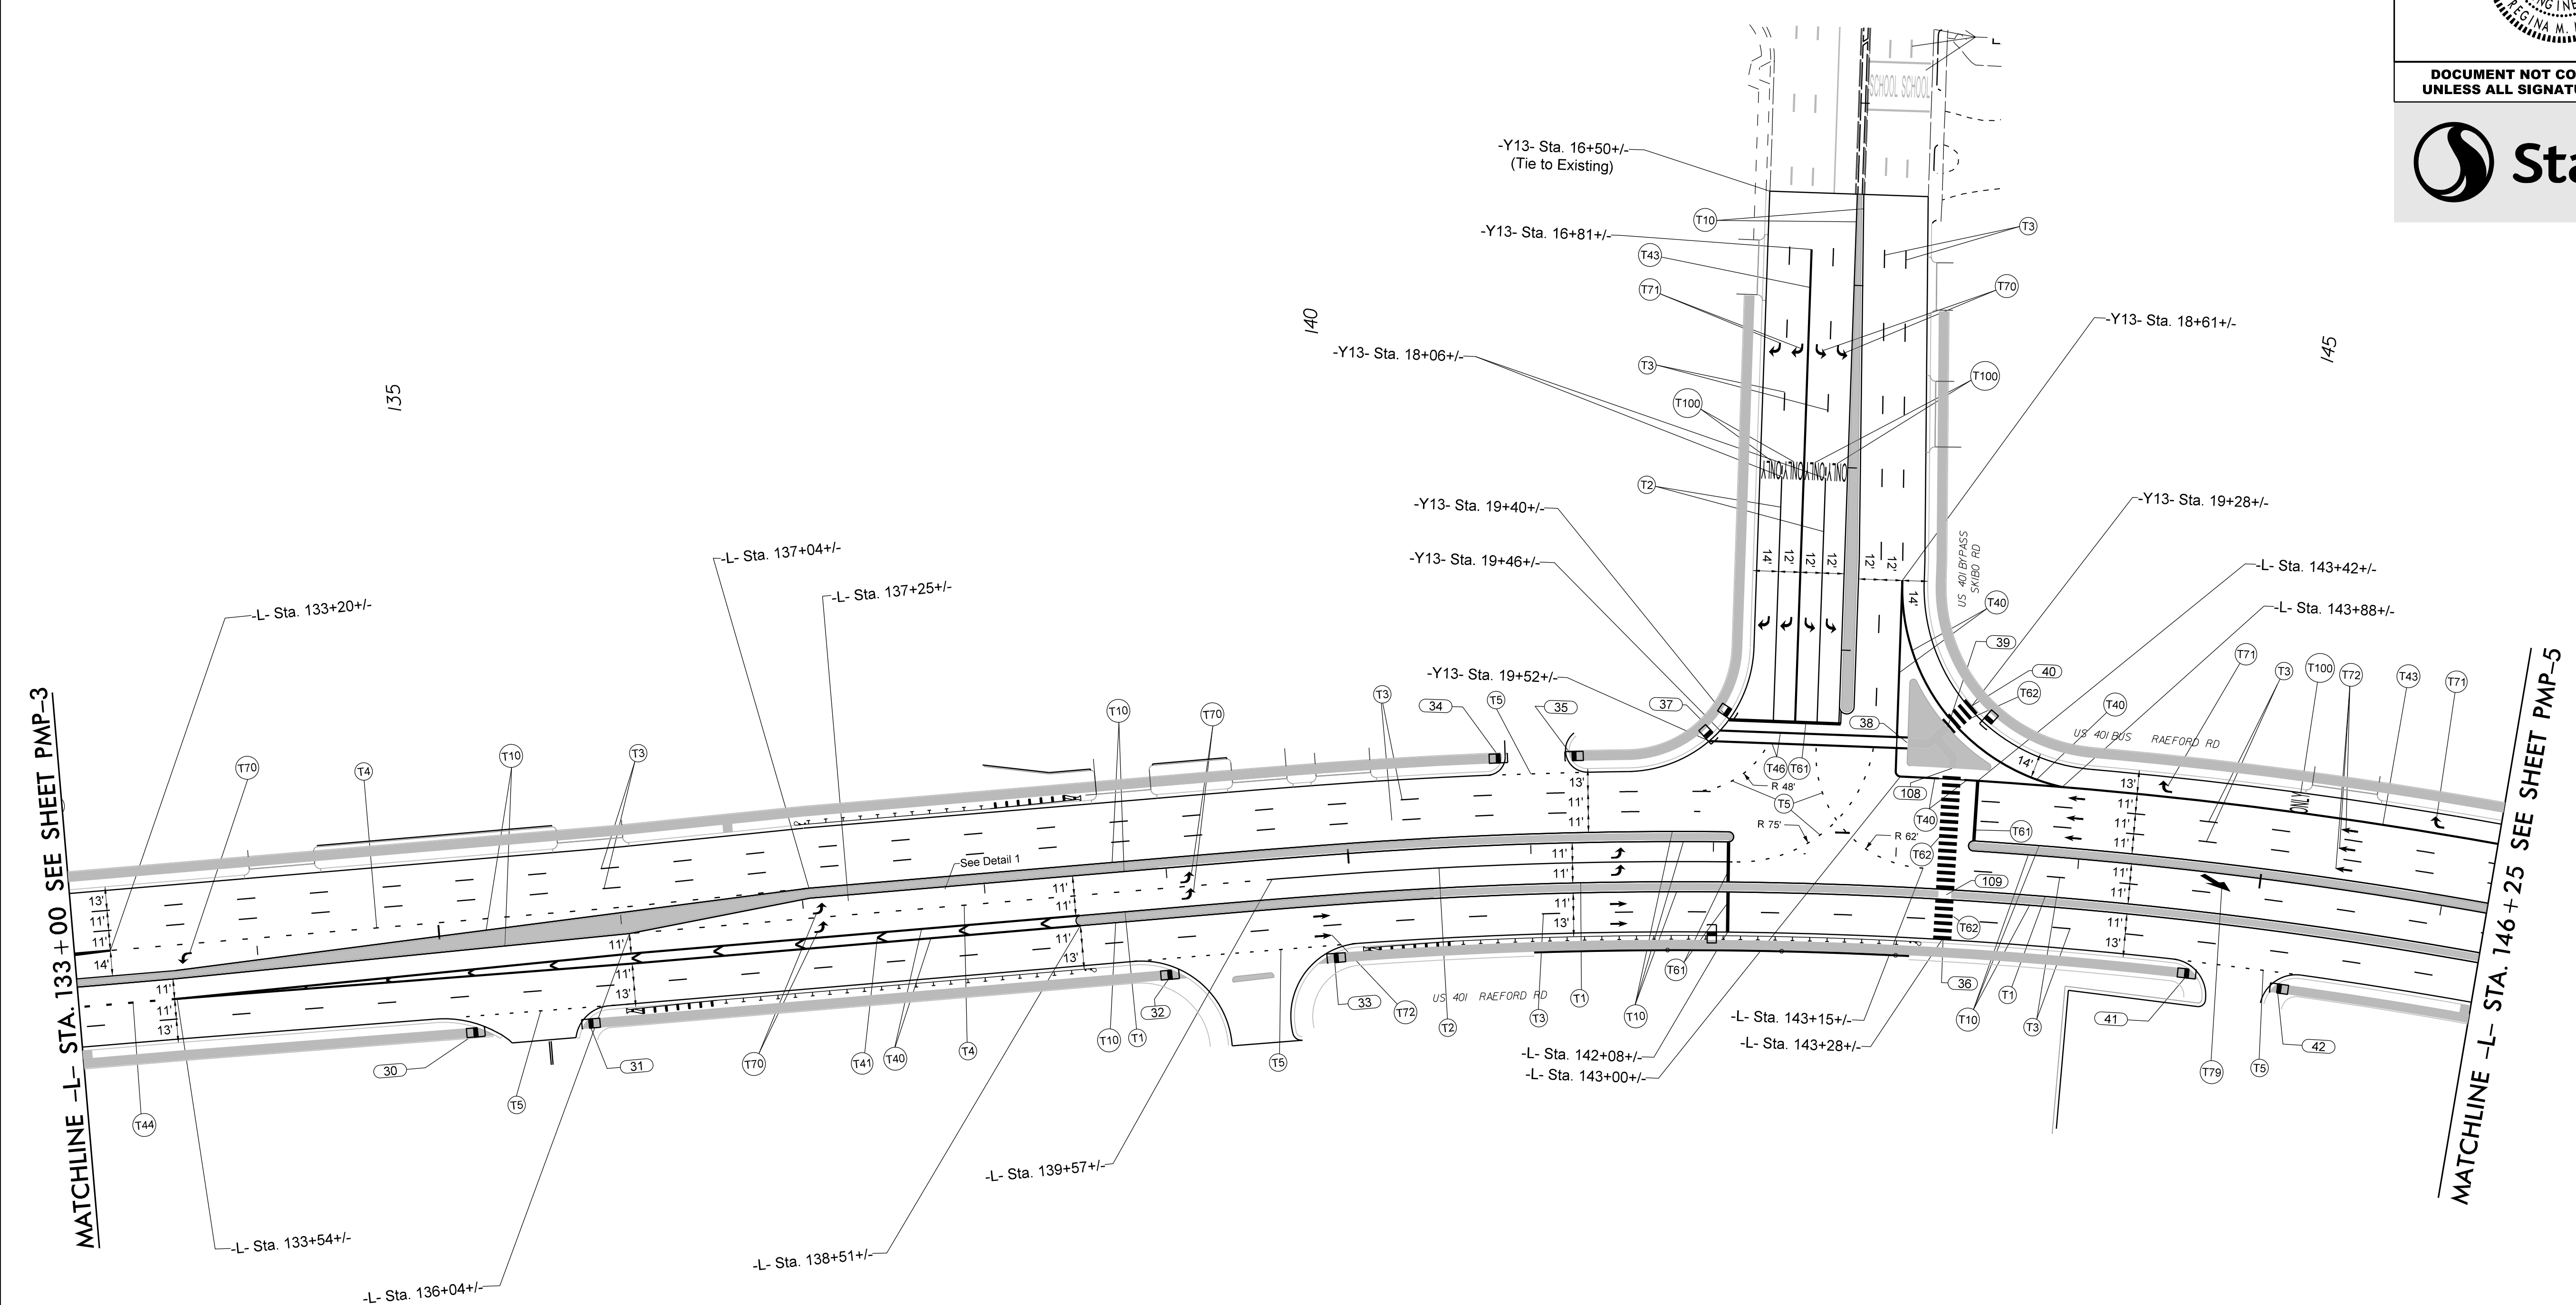 REGINA M.
DOCUMENT NOT CO
UNLESS ALL SIGNATU
Sta
SCHOOL SCHOOL
-Y13- Sta. 16+50+/-
(Tie to Existing)
T10
T3
-Y13- Sta. 16+81+/-
T43
T71
T70
140
-Y13- Sta. 18+61+/-
145
-Y13- Sta. 18+06+/-
T3
T100
T100
135
ONLY ONLY ONLY ONLY
T2
-Y13- Sta. 19+40+/-
-Y13- Sta. 19+28+/-
US 401 BYPASS
SKIBO RD
-L- Sta. 137+04+/-
-Y13- Sta. 19+46+/-
14' 12' 12' 12' 12' 12'
14'
-L- Sta. 143+42+/-
-L- Sta. 137+25+/-
T40
-L- Sta. 133+20+/-
-L- Sta. 143+88+/-
39
40
T71
T3
T100
T72
T43
T71
-Y13- Sta. 19+52+/-
37
T62
T40
34
T5
35
T3
T10
T70
38
US 401 BUS RAEFORD RD
MATCHLINE -L- STA. 133+00 SEE SHEET PMP-3
MATCHLINE -L- STA. 146+25 SEE SHEET PMP-5
T70
T4
T10
T3
T46
T61
14'
R 48'
T5
R 75'
R 62'
108
T40
T61
T62
ONLY
13'
11'
11'
13'
11'
11'
See Detail 1
11'
11'
109
T62
11'
11'
13'
13'
11'
11'
14'
11'
11'
13'
11'
11'
13'
11'
11'
13'
11'
11'
13'
30
31
32
33
T72
T2
US 401 RAEFORD RD
T3
T1
T10
T61
36
T10
T1
T3
41
T79
T5
42
T44
T5
T70
T41
T40
T4
T10
T1
T5
-L- Sta. 143+15+/-
-L- Sta. 143+28+/-
-L- Sta. 142+08+/-
-L- Sta. 143+00+/-
-L- Sta. 139+57+/-
-L- Sta. 133+54+/-
-L- Sta. 138+51+/-
-L- Sta. 136+04+/-